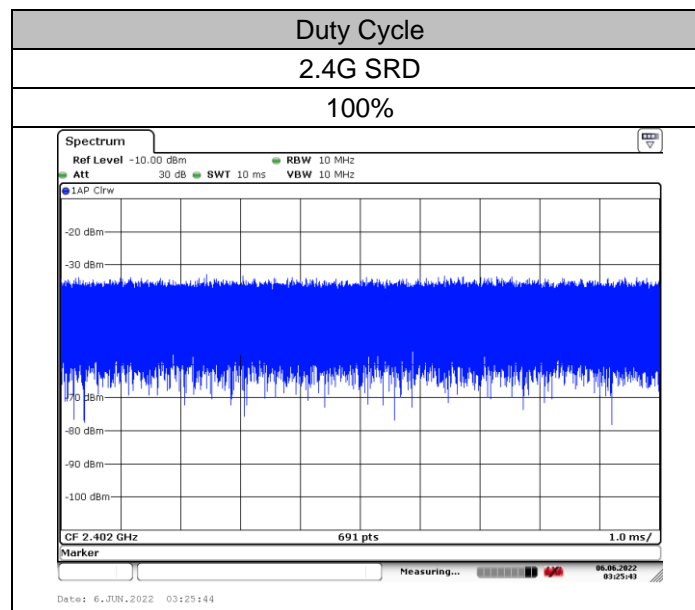 Duty Cycle
2.4G SRD
100%
Spectrum
Ref Level -10.00 dBm RBW 10 MHz
Att 30 dB SWT 10 ms VBW 10 MHz
1AP Clrw
-20 dBm
-30 dBm
-70 dBm
-80 dBm
-90 dBm
-100 dBm
CF 2.402 GHz 691 pts 1.0 ms/
Marker
Measuring... 06.06.2022
03:25:43
Date: 6.JUN.2022 03:25:44